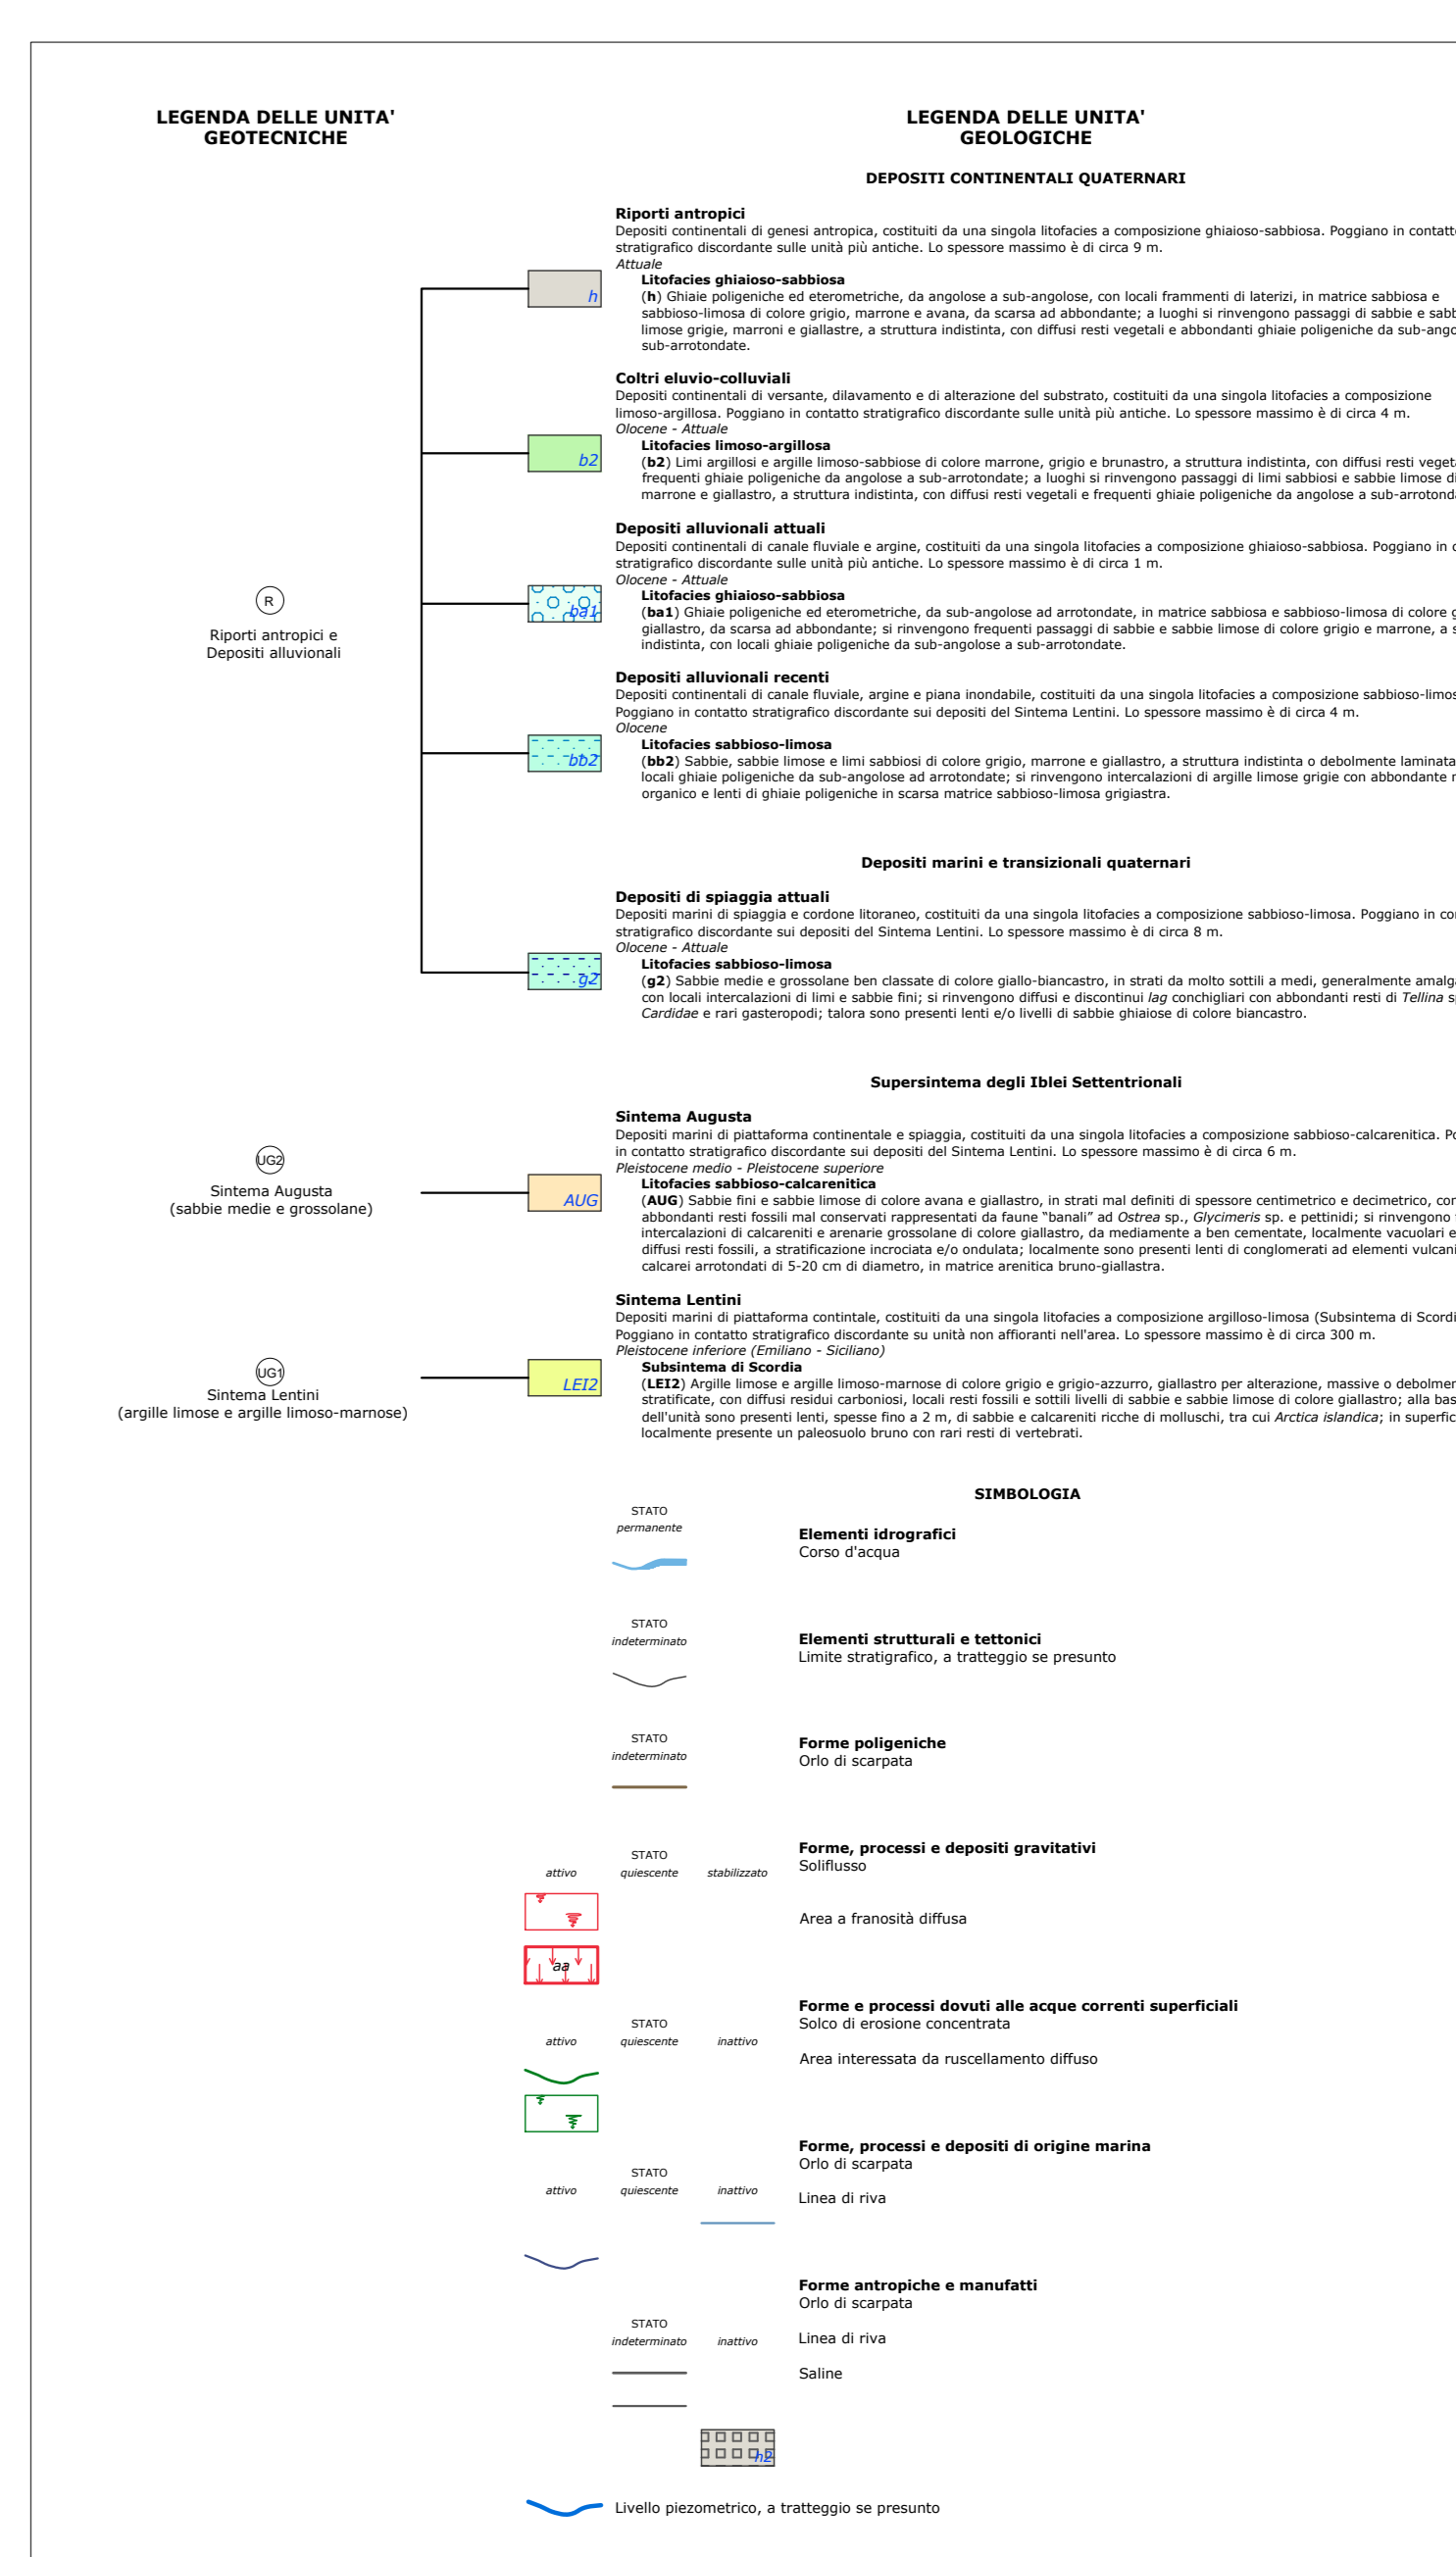 LEGENDA DELLE UNITA'
GEOTECNICHE
LEGENDA DELLE UNITA'
GEOLOGICHE
DEPOSITI CONTINENTALI QUATERNARI
Riporti antropici
Depositi continentali di genesi antropica, costituiti da una singola litofacies a composizione ghiaioso-sabbiosa. Poggiano in
stratigrafico discordante sulle unità più antiche. Lo spessore massimo è di circa 9 m.
Attuale
Litofacies ghiaioso-sabbiosa
h
(h) Ghiaie poligeniche ed eterometriche, da angolose a sub-angolose, con locali frammenti di laterizi, in matrice sabbiosa e
sabbioso-limosa di colore grigio, marrone e avana, da scarsa ad abbondante; a luoghi si rinvengono passaggi di sabbie e
limose grigie, marroni e giallastre, a struttura indistinta, con diffusi resti vegetali e abbondanti ghiaie poligeniche da
sub-arrotondate.
Coltri eluvio-colluviali
Depositi continentali di versante, dilavamento e di alterazione del substrato, costituiti da una singola litofacies a composizione
limoso-argillosa. Poggiano in contatto stratigrafico discordante sulle unità più antiche. Lo spessore massimo è di circa 4 m.
Olocene - Attuale
Litofacies limoso-argillosa
b2
(b2) Limi argillosi e argille limoso-sabbiose di colore marrone, grigio e brunastro, a struttura indistinta, con diffusi resti
frequenti ghiaie poligeniche da angolose a sub-arrotondate; a luoghi si rinvengono passaggi di limi sabbiosi e sabbie limose
marrone e giallastro, a struttura indistinta, con diffusi resti vegetali e frequenti ghiaie poligeniche da angolose a
Depositi alluvionali attuali
Depositi continentali di canale fluviale e argine, costituiti da una singola litofacies a composizione ghiaioso-sabbiosa. Poggiano in
stratigrafico discordante sulle unità più antiche. Lo spessore massimo è di circa 1 m.
Olocene - Attuale
Litofacies ghiaioso-sabbiosa
R
ba1
(ba1) Ghiaie poligeniche ed eterometriche, da sub-angolose ad arrotondate, in matrice sabbiosa e sabbioso-limosa di colore
giallastro, da scarsa ad abbondante; si rinvengono frequenti passaggi di sabbie e sabbie limose di colore grigio e marrone, a
indistinta, con locali ghiaie poligeniche da sub-angolose a sub-arrotondate.
Riporti antropici e
Depositi alluvionali
Depositi alluvionali recenti
Depositi continentali di canale fluviale, argine e piana inondabile, costituiti da una singola litofacies a composizione
Poggiano in contatto stratigrafico discordante sui depositi del Sintema Lentini. Lo spessore massimo è di circa 4 m.
Olocene
Litofacies sabbioso-limosa
bb2
(bb2) Sabbie, sabbie limose e limi sabbiosi di colore grigio, marrone e giallastro, a struttura indistinta o debolmente laminata
locali ghiaie poligeniche da sub-angolose ad arrotondate; si rinvengono intercalazioni di argille limose grigie con abbondante
organico e lenti di ghiaie poligeniche in scarsa matrice sabbioso-limosa grigiastra.
Depositi marini e transizionali quaternari
Depositi di spiaggia attuali
Depositi marini di spiaggia e cordone litoraneo, costituiti da una singola litofacies a composizione sabbioso-limosa. Poggiano in
stratigrafico discordante sui depositi del Sintema Lentini. Lo spessore massimo è di circa 8 m.
Olocene - Attuale
Litofacies sabbioso-limosa
g2
(g2) Sabbie medie e grossolane ben classate di colore giallo-biancastro, in strati da molto sottili a medi, generalmente
con locali intercalazioni di limi e sabbie fini; si rinvengono diffusi e discontinui lag conchigliari con abbondanti resti di Tellina
Cardidae e rari gasteropodi; talora sono presenti lenti e/o livelli di sabbie ghiaiose di colore biancastro.
Supersintema degli Iblei Settentrionali
Sintema Augusta
Depositi marini di piattaforma continentale e spiaggia, costituiti da una singola litofacies a composizione sabbioso-calcarenitica.
in contatto stratigrafico discordante sui depositi del Sintema Lentini. Lo spessore massimo è di circa 6 m.
Pleistocene medio - Pleistocene superiore
Litofacies sabbioso-calcarenitica
UG2
Sintema Augusta
(sabbie medie e grossolane)
AUG
(AUG) Sabbie fini e sabbie limose di colore avana e giallastro, in strati mal definiti di spessore centimetrico e decimetrico,
abbondanti resti fossili mal conservati rappresentati da faune "banali" ad Ostrea sp., Glycimeris sp. e pettinidi; si rinvengono
intercalazioni di calcareniti e arenarie grossolane di colore giallastro, da mediamente a ben cementate, localmente vacuolari e
diffusi resti fossili, a stratificazione incrociata e/o ondulata; localmente sono presenti lenti di conglomerati ad elementi
calcarei arrotondati di 5-20 cm di diametro, in matrice arenitica bruno-giallastra.
Sintema Lentini
Depositi marini di piattaforma contintale, costituiti da una singola litofacies a composizione argilloso-limosa (Subsintema di
Poggiano in contatto stratigrafico discordante su unità non affioranti nell'area. Lo spessore massimo è di circa 300 m.
Pleistocene inferiore (Emiliano - Siciliano)
Subsintema di Scordia
UG1
Sintema Lentini
(argille limose e argille limoso-marnose)
LEI2
(LEI2) Argille limose e argille limoso-marnose di colore grigio e grigio-azzurro, giallastro per alterazione, massive o
stratificate, con diffusi residui carboniosi, locali resti fossili e sottili livelli di sabbie e sabbie limose di colore giallastro; alla
dell'unità sono presenti lenti, spesse fino a 2 m, di sabbie e calcareniti ricche di molluschi, tra cui Arctica islandica; in
localmente presente un paleosuolo bruno con rari resti di vertebrati.
SIMBOLOGIA
STATO
permanente
Elementi idrografici
Corso d'acqua
STATO
indeterminato
Elementi strutturali e tettonici
Limite stratigrafico, a tratteggio se presunto
STATO
indeterminato
Forme poligeniche
Orlo di scarpata
STATO
attivo quiescente stabilizzato
Forme, processi e depositi gravitativi
Soliflusso
Area a franosità diffusa
aa
STATO
attivo quiescente inattivo
Forme e processi dovuti alle acque correnti superficiali
Solco di erosione concentrata
Area interessata da ruscellamento diffuso
STATO
attivo quiescente inattivo
Forme, processi e depositi di origine marina
Orlo di scarpata
Linea di riva
STATO
indeterminato inattivo
Forme antropiche e manufatti
Orlo di scarpata
Linea di riva
Saline
h2
Livello piezometrico, a tratteggio se presunto